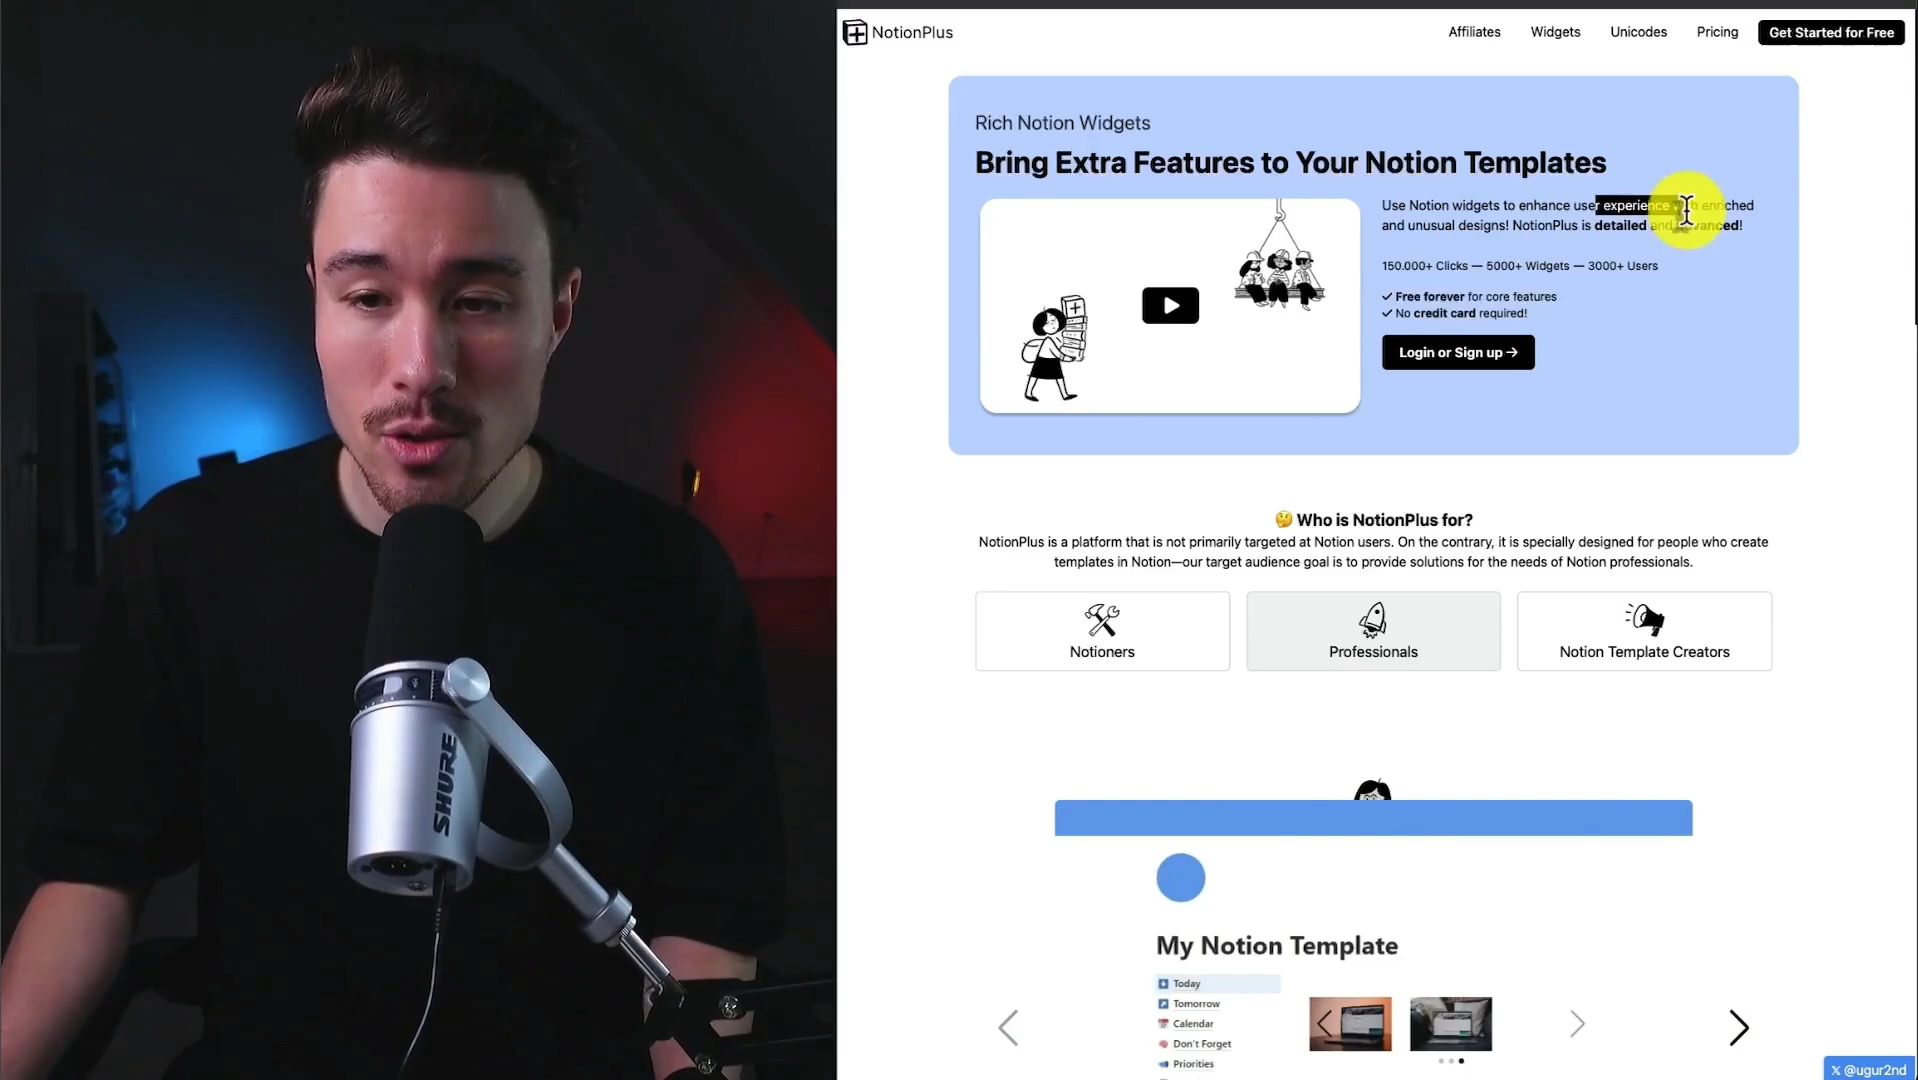 NotionPlus
Affiliates
Widgets
Unicodes
Pricing
Get Started for Free
Rich Notion Widgets
Bring Extra Features to Your Notion Templates
Use Notion widgets to enhance user experience with enriched
and unusual designs! NotionPlus is detailed and advanced!
150.000+ Clicks — 5000+ Widgets — 3000+ Users
✓ Free forever for core features
✓ No credit card required!
Login or Sign up →
🤔 Who is NotionPlus for?
NotionPlus is a platform that is not primarily targeted at Notion users. On the contrary, it is specially designed for people who create
templates in Notion—our target audience goal is to provide solutions for the needs of Notion professionals.
Notioners
Professionals
Notion Template Creators
My Notion Template
Today
Tomorrow
Calendar
Don't Forget
Priorities
X @ugur2nd
SHURE